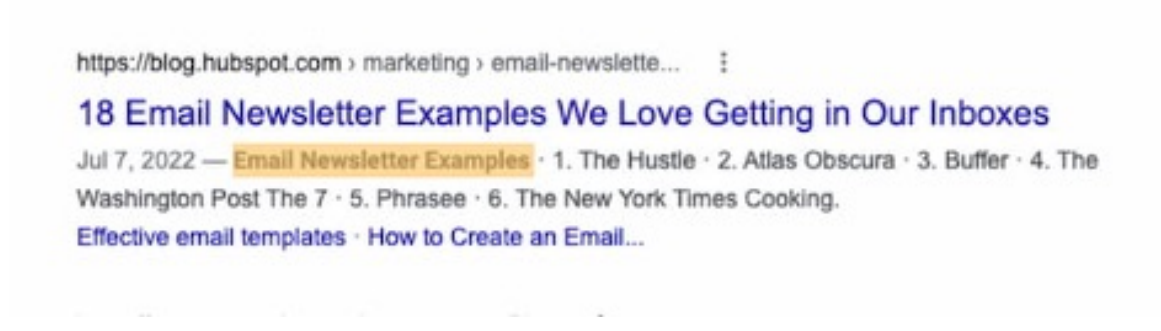 https://blog.hubspot.com › marketing › email-newslette... ⋮
18 Email Newsletter Examples We Love Getting in Our Inboxes
Jul 7, 2022 — Email Newsletter Examples · 1. The Hustle · 2. Atlas Obscura · 3. Buffer · 4. The
Washington Post The 7 · 5. Phrasee · 6. The New York Times Cooking.
Effective email templates · How to Create an Email...